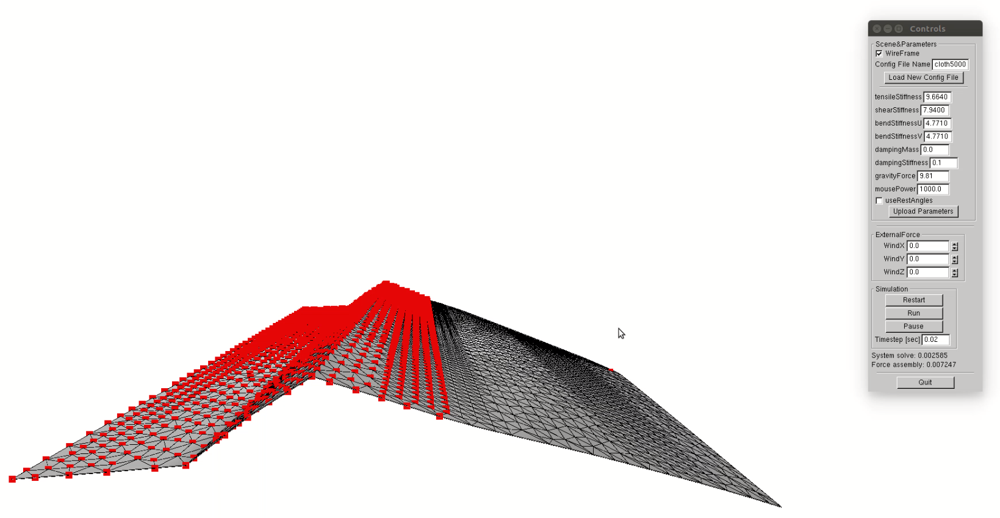 Controls
Scene&Parameters
WireFrame
Config File Name cloth5000
Load New Config File
tensileStiffness 9.6640
shearStiffness 7.9400
bendStiffnessU 4.7710
bendStiffnessV 4.7710
dampingMass 0.0
dampingStiffness 0.1
gravityForce 9.81
mousePower 1000.0
useRestAngles
Upload Parameters
ExternalForce
WindX 0.0
WindY 0.0
WindZ 0.0
Simulation
Restart
Run
Pause
Timestep [sec] 0.02
System solve: 0.002585
Force assembly: 0.007247
Quit